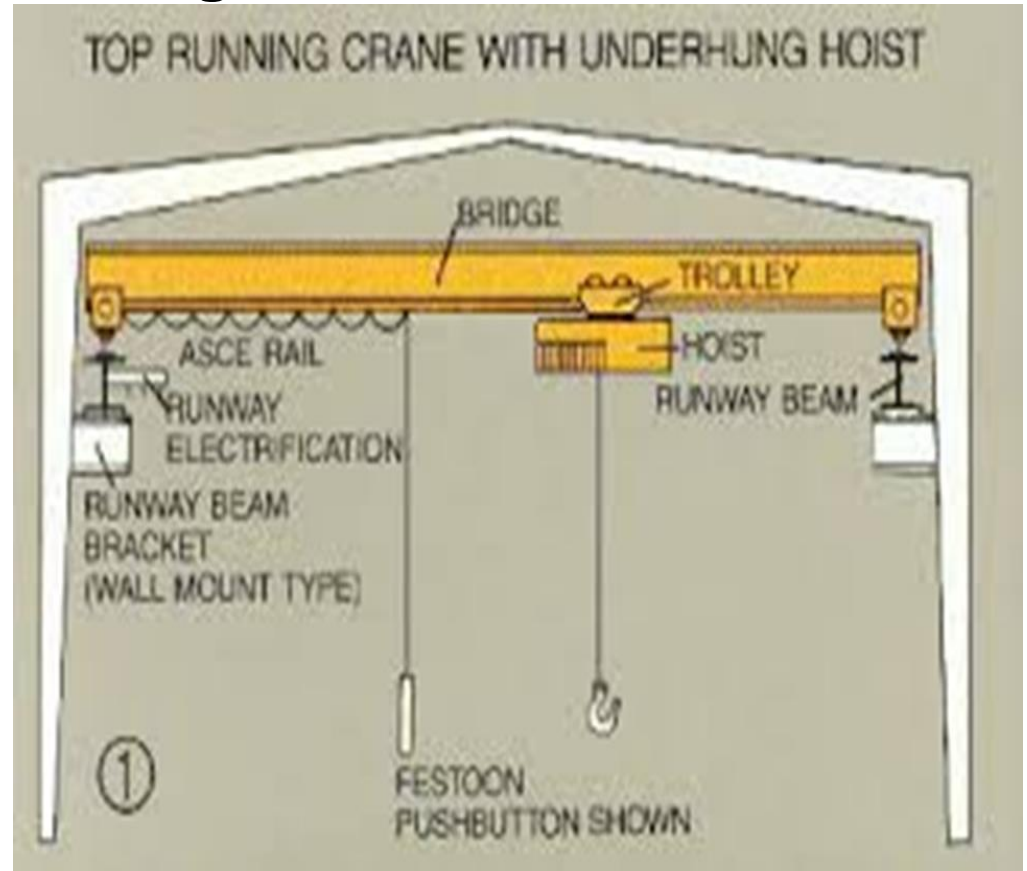 TOP RUNNING CRANE WITH UNDERHUNG HOIST
BRIDGE
TROLLEY
HOIST
ASCE RAIL
RUNWAY BEAM
RUNWAY
ELECTRIFICATION
RUNWAY BEAM
BRACKET
(WALL MOUNT TYPE)
1
FESTOON
PUSHBUTTON SHOWN